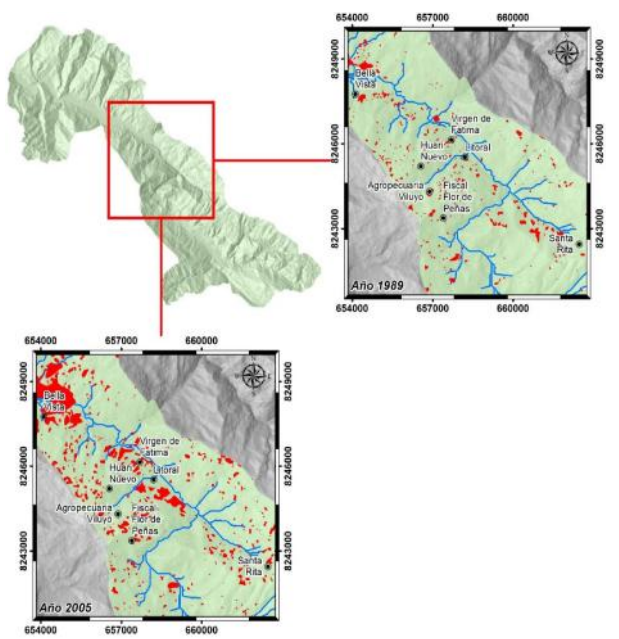 654000
657000
660000
8249000
8246000
8243000
Bella
Vista
Virgen de
Fatima
Huari
Nuevo
Litoral
Agropecuaria
Viluyo
Fiscal
Flor de
Peñas
Santa
Rita
Año 1989
654000
657000
660000
654000
657000
660000
8249000
8246000
8243000
8249000
8246000
8243000
Bella
Vista
Virgen de
Fatima
Huari
Nuevo
Litoral
Agropecuaria
Viluyo
Fiscal
Flor de
Peñas
Santa
Rita
Año 2005
654000
657000
660000